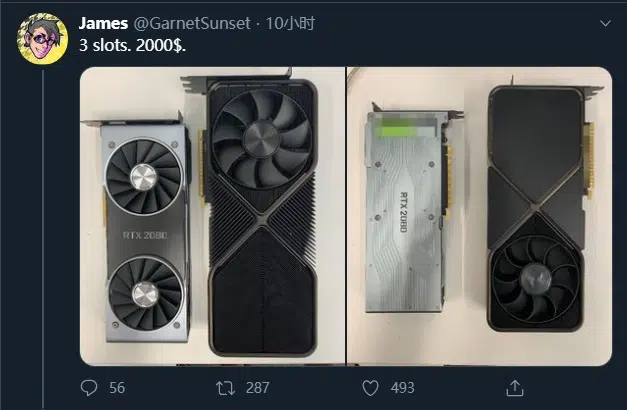 James @GarnetSunset · 10小时
3 slots. 2000$.
RTX 2080
RTX 2080
56
287
493